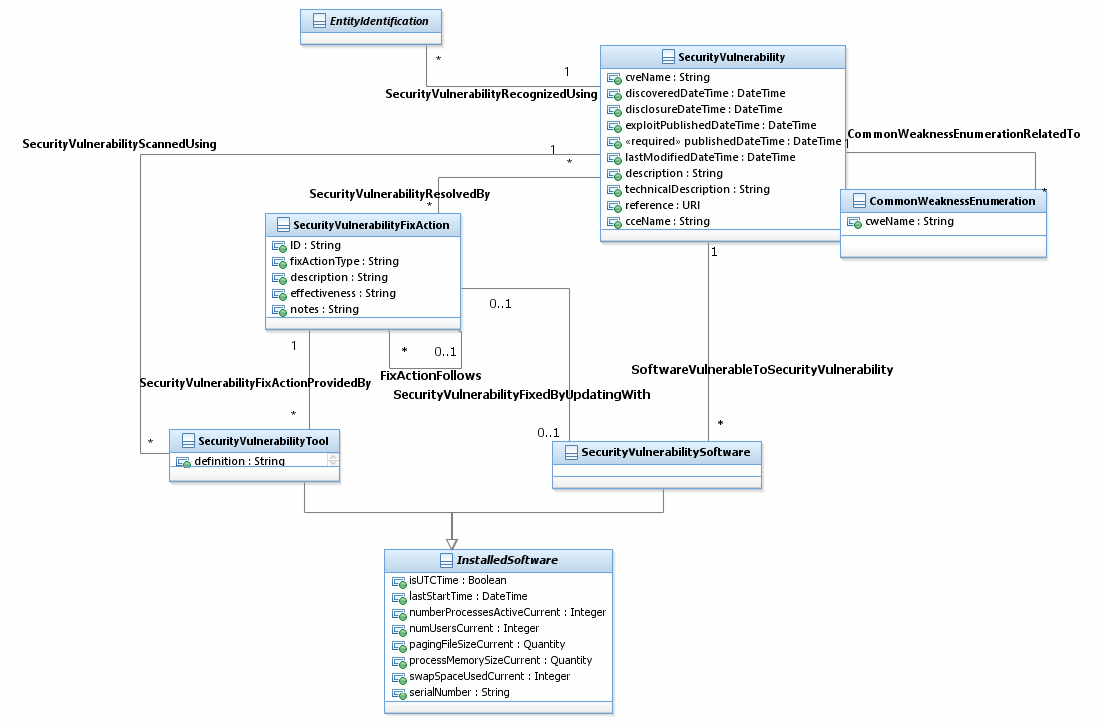 EntityIdentification
*
1
SecurityVulnerabilityRecognizedUsing
SecurityVulnerability
cveName : String
discoveredDateTime : DateTime
disclosureDateTime : DateTime
exploitPublishedDateTime : DateTime
«required» publishedDateTime : DateTime
lastModifiedDateTime : DateTime
description : String
technicalDescription : String
reference : URI
cceName : String
CommonWeaknessEnumerationRelatedTo
1
*
CommonWeaknessEnumeration
cweName : String
SecurityVulnerabilityScannedUsing
1
*
SecurityVulnerabilityResolvedBy
*
SecurityVulnerabilityFixAction
ID : String
fixActionType : String
description : String
effectiveness : String
notes : String
1
0..1
1
*
0..1
FixActionFollows
SoftwareVulnerableToSecurityVulnerability
SecurityVulnerabilityFixActionProvidedBy
SecurityVulnerabilityFixedByUpdatingWith
*
*
0..1
*
SecurityVulnerabilityTool
definition : String
SecurityVulnerabilitySoftware
InstalledSoftware
isUTCTime : Boolean
lastStartTime : DateTime
numberProcessesActiveCurrent : Integer
numUsersCurrent : Integer
pagingFileSizeCurrent : Quantity
processMemorySizeCurrent : Quantity
swapSpaceUsedCurrent : Integer
serialNumber : String